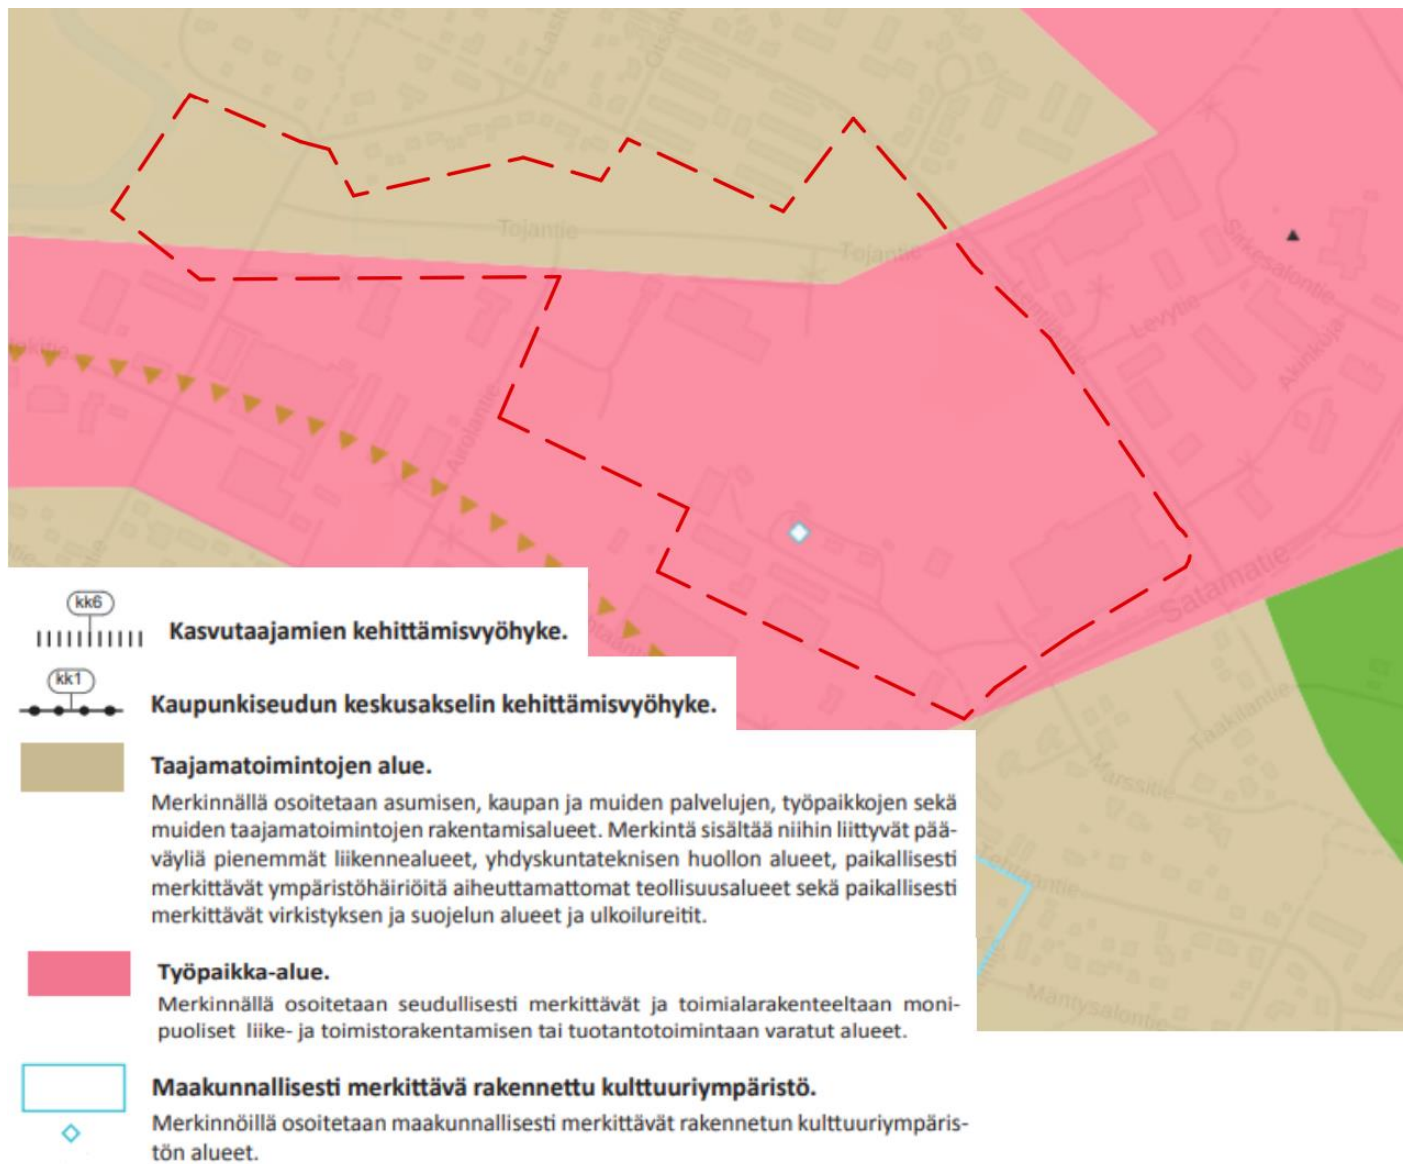 Tojantie
Tojantie
Sirkesalontie
Levytie
Akinkuja
Airolantie
Satamatie
Taakilantie
Marssitie
Mäntysalontie
kk6
Kasvutaajamien kehittämisvyöhyke.
kk1
Kaupunkiseudun keskusakselin kehittämisvyöhyke.
Taajamatoimintojen alue.
Merkinnällä osoitetaan asumisen, kaupan ja muiden palvelujen, työpaikkojen sekä
muiden taajamatoimintojen rakentamisalueet. Merkintä sisältää niihin liittyvät pää-
väyliä pienemmät liikennealueet, yhdyskuntateknisen huollon alueet, paikallisesti
merkittävät ympäristöhäiriöitä aiheuttamattomat teollisuusalueet sekä paikallisesti
merkittävät virkistyksen ja suojelun alueet ja ulkoilureitit.
Työpaikka-alue.
Merkinnällä osoitetaan seudullisesti merkittävät ja toimialarakenteeltaan moni-
puoliset liike- ja toimistorakentamisen tai tuotantotoimintaan varatut alueet.
Maakunnallisesti merkittävä rakennettu kulttuuriympäristö.
Merkinnöillä osoitetaan maakunnallisesti merkittävät rakennetun kulttuuriympäris-
tön alueet.